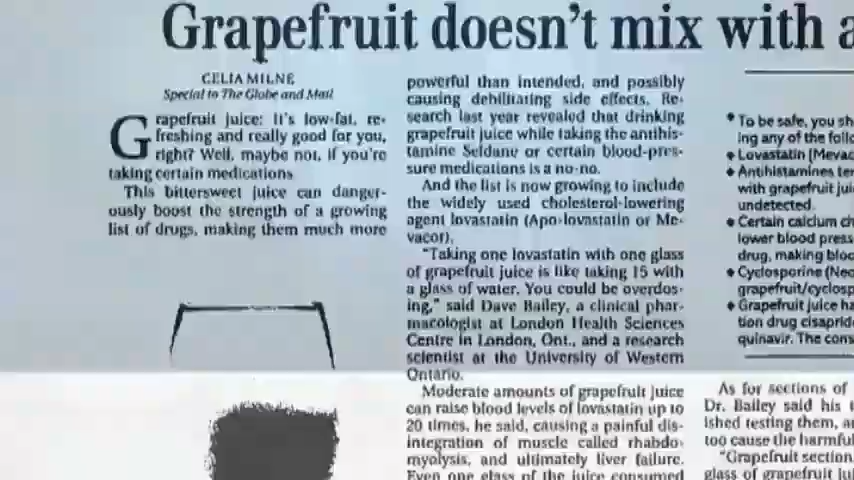 Grapefruit doesn't mix with a
CELIA MILNE
Special to The Globe and Mail
Grapefruit juice: It's low-fat, re-
freshing and really good for you,
right? Well, maybe not, if you're
taking certain medications
This bittersweet juice can danger-
ously boost the strength of a growing
list of drugs, making them much more
powerful than intended, and possibly
causing debilitating side effects. Re-
search last year revealed that drinking
grapefruit juice while taking the antihis-
tamine Seldane or certain blood-pres-
sure medications is a no-no.
And the list is now growing to include
the widely used cholesterol-lowering
agent lovastatin (Apo-lovastatin or Me-
vacor).
"Taking one lovastatin with one glass
of grapefruit juice is like taking 15 with
a glass of water. You could be overdos-
ing," said Dave Bailey, a clinical phar-
macologist at London Health Sciences
Centre in London, Ont., and a research
scientist at the University of Western
Ontario.
Moderate amounts of grapefruit juice
can raise blood levels of lovastatin up to
20 times, he said, causing a painful dis-
integration of muscle called rhabdo-
myolysis, and ultimately liver failure.
Even one glass of the juice consumed
To be safe, you sh
ing any of the follo
Lovastatin (Mevac
Antihistamines ter
with grapefruit jui
undetected.
Certain calcium ch
lower blood press
drug, making bloo
Cyclosporine (Neo
grapefruit/cyclosp
Grapefruit juice ha
tion drug cisaprid
quinavir. The cons
As for sections of
Dr. Bailey said his t
ished testing them, a
too cause the harmfu
"Grapefruit section
glass of grapefruit jui